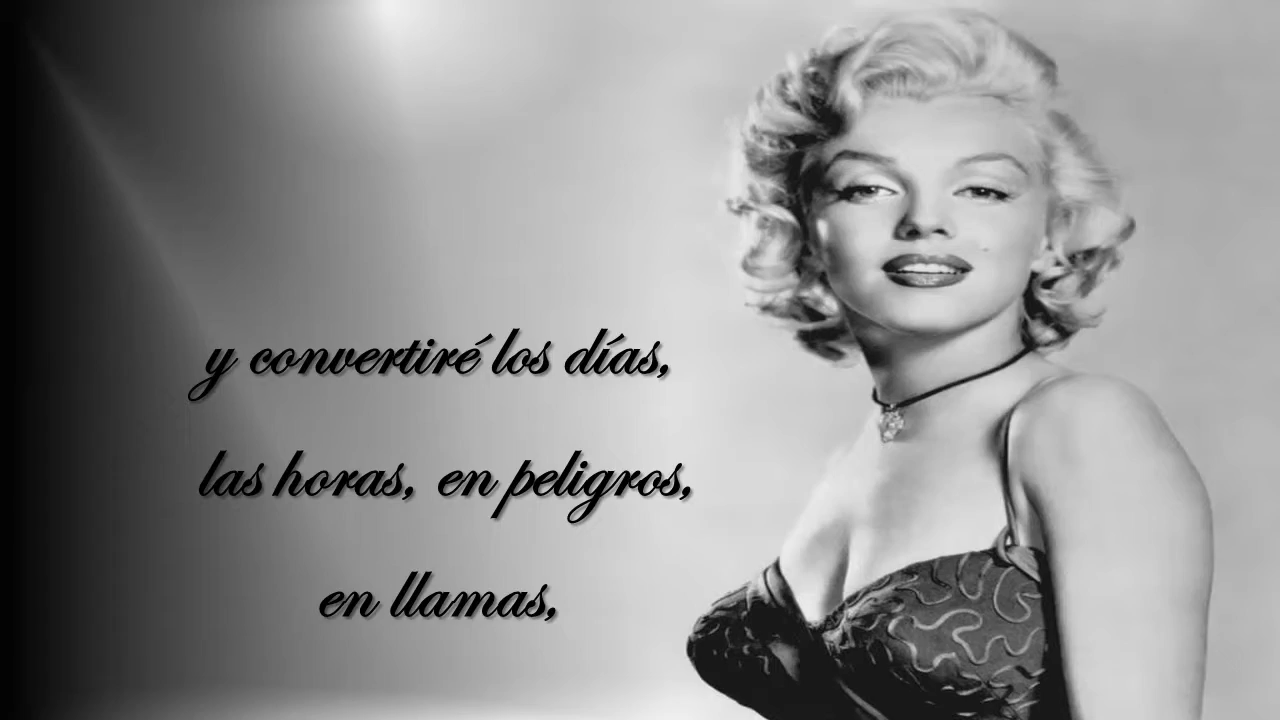 y convertiré los días,
las horas, en peligros,
en llamas,